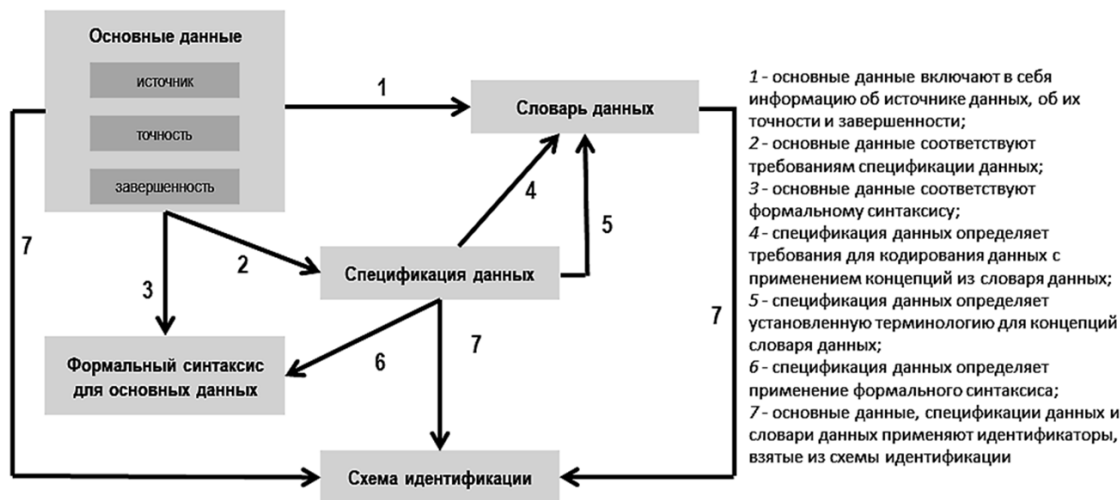 Основные данные
источник
точность
завершенность
1
Словарь данных
4
5
7
2
3
Спецификация данных
7
Формальный синтаксис
для основных данных
6
7
Схема идентификации
1 - основные данные включают в себя
информацию об источнике данных, об их
точности и завершенности;
2 - основные данные соответствуют
требованиям спецификации данных;
3 - основные данные соответствуют
формальному синтаксису;
4 - спецификация данных определяет
требования для кодирования данных с
применением концепций из словаря данных;
5 - спецификация данных определяет
установленную терминологию для концепций
словаря данных;
6 - спецификация данных определяет
применение формального синтаксиса;
7 - основные данные, спецификации данных и
словари данных применяют идентификаторы,
взятые из схемы идентификации